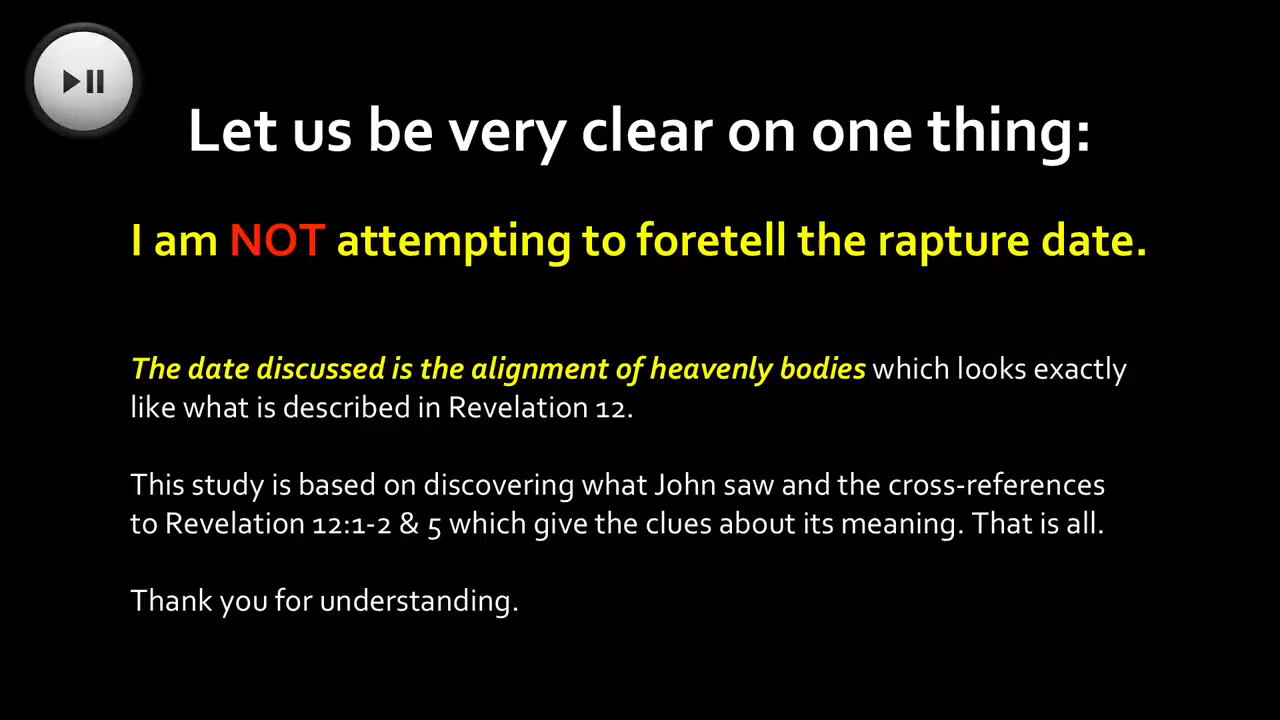 Let us be very clear on one thing:
I am NOT attempting to foretell the rapture date.
The date discussed is the alignment of heavenly bodies which looks exactly
like what is described in Revelation 12.
This study is based on discovering what John saw and the cross-references
to Revelation 12:1-2 & 5 which give the clues about its meaning. That is all.
Thank you for understanding.